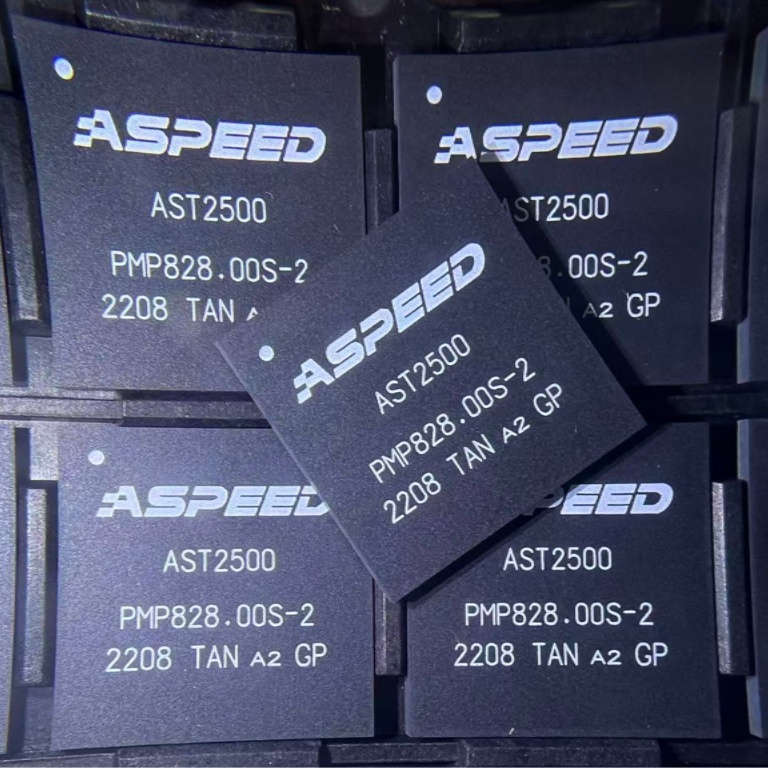 ASPEED
AST2500
PMP828.00S-2
2208 TAN
ASPEED
AST2500
.00S-2
A2 GP
ASPEED
AST2500
PMP828.00S-2
2208 TAN A2 GP
ASPEED
AST2500
PMP828.00S-2
2208 TAN A2 GP
PEED
AST2500
PMP828.00S-2
2208 TAN A2 GP